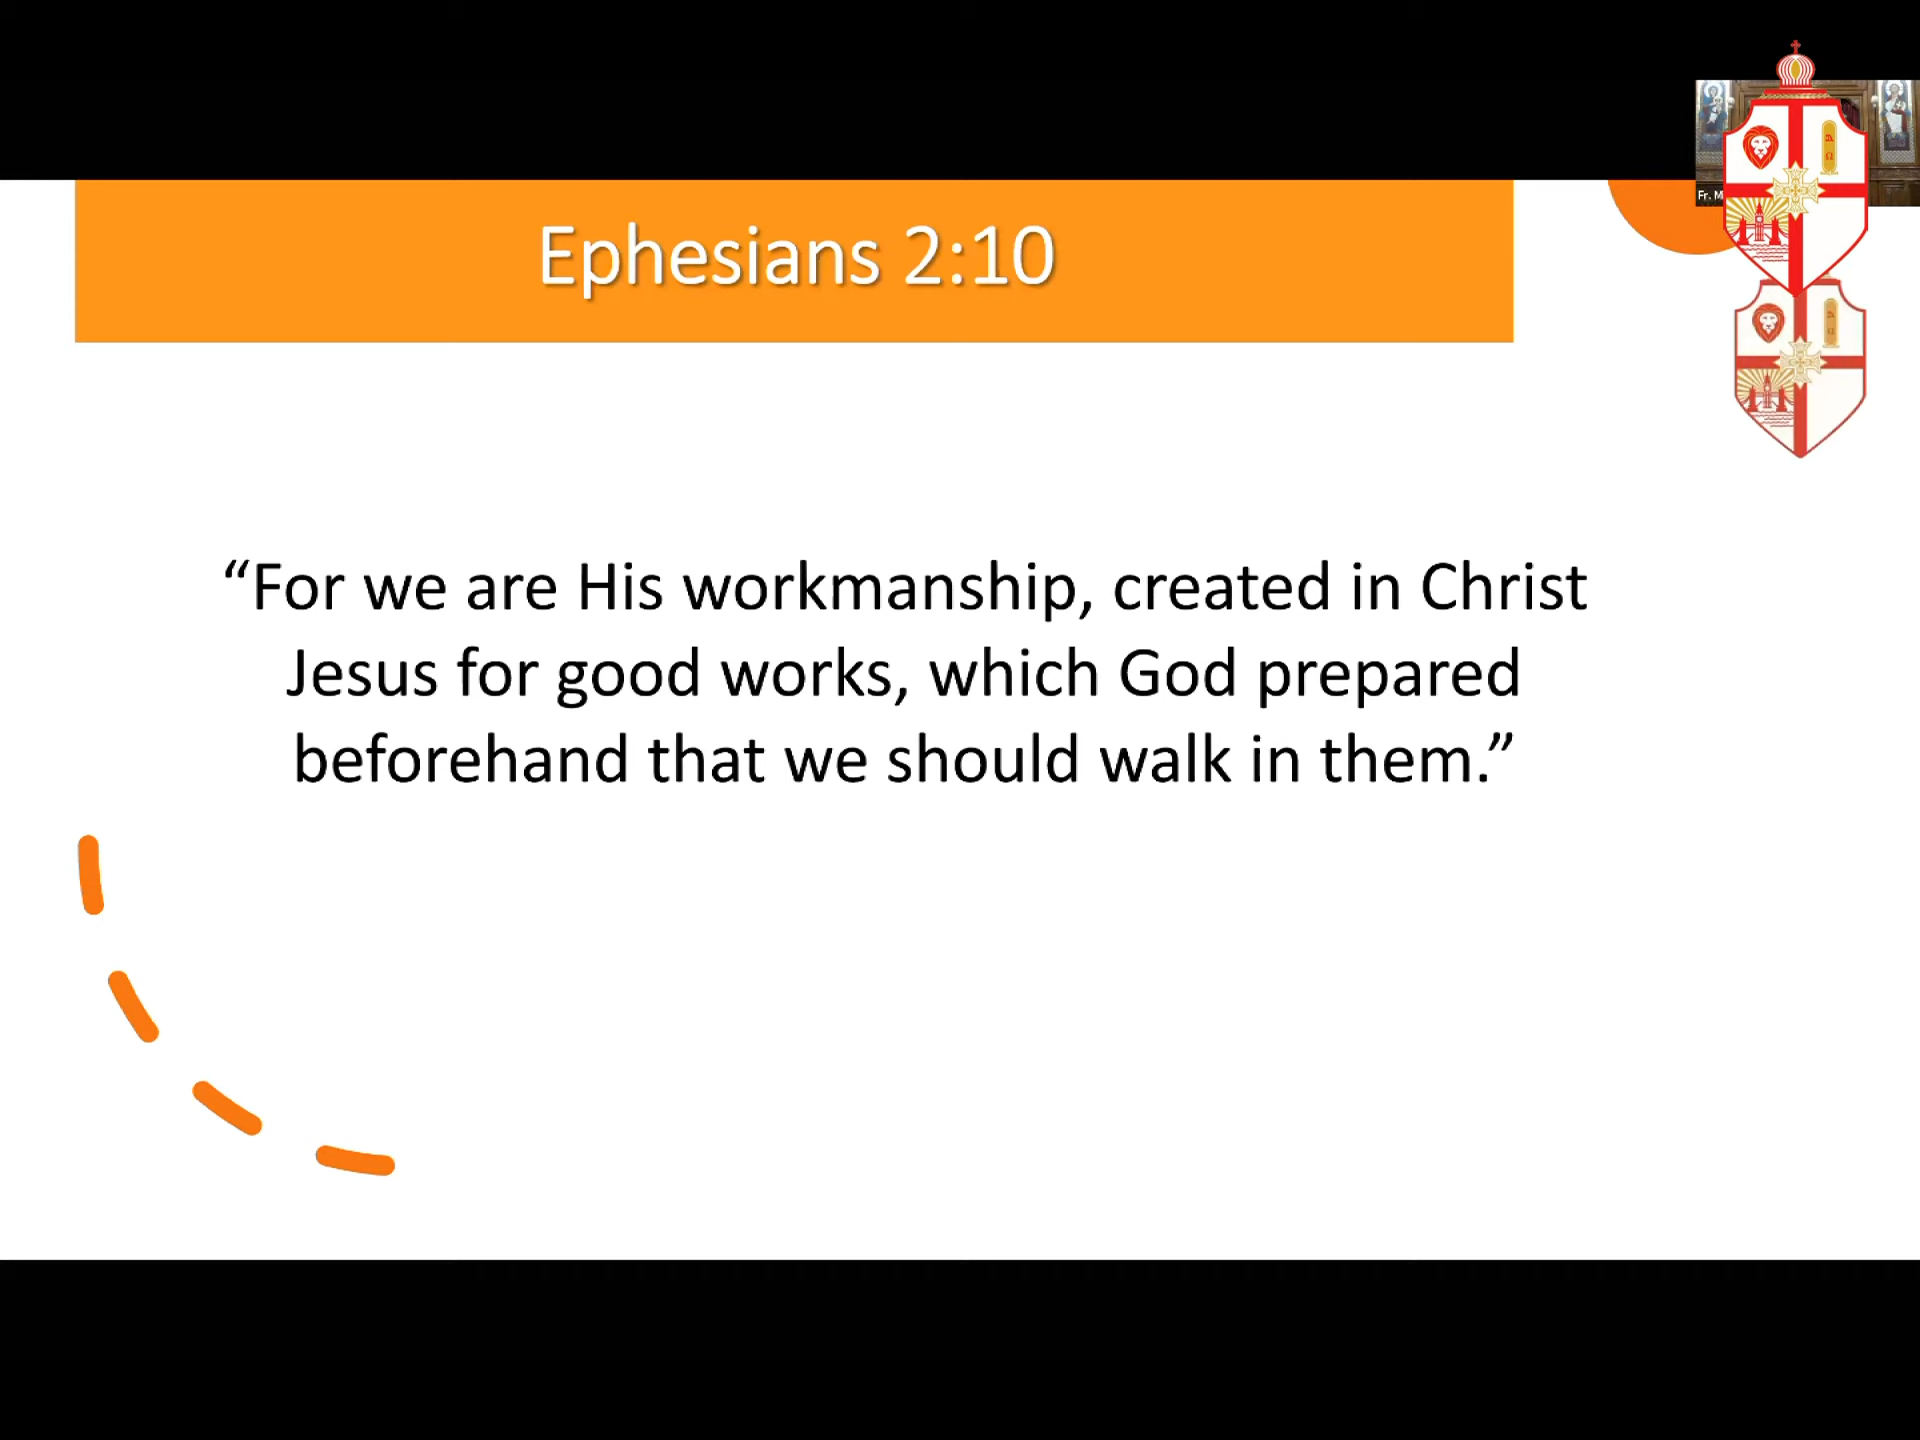 Ephesians 2:10
Fr. M
“For we are His workmanship, created in Christ
Jesus for good works, which God prepared
beforehand that we should walk in them.”